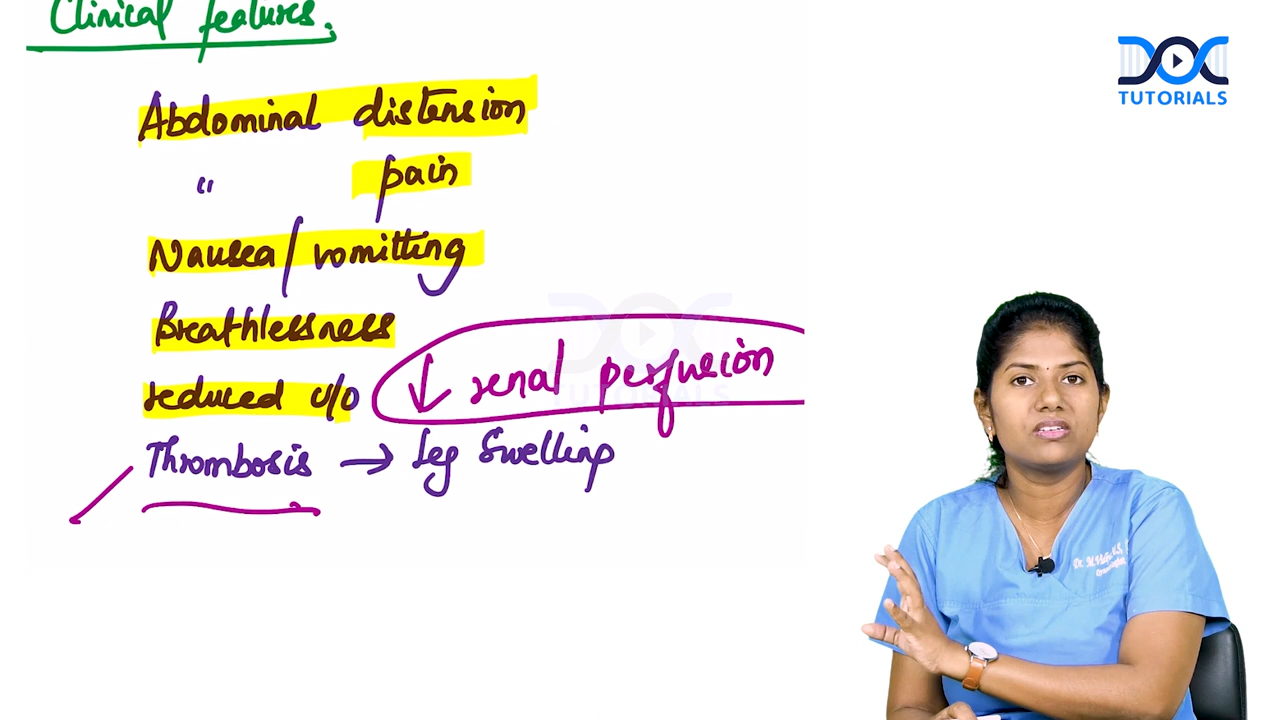 Clinical features.
Abdominal distension
" pain
Nausea/vomitting
Breathlessness
reduced u/o
↓ renal perfusion
Thrombosis → Leg Swelling
DOC
TUTORIALS